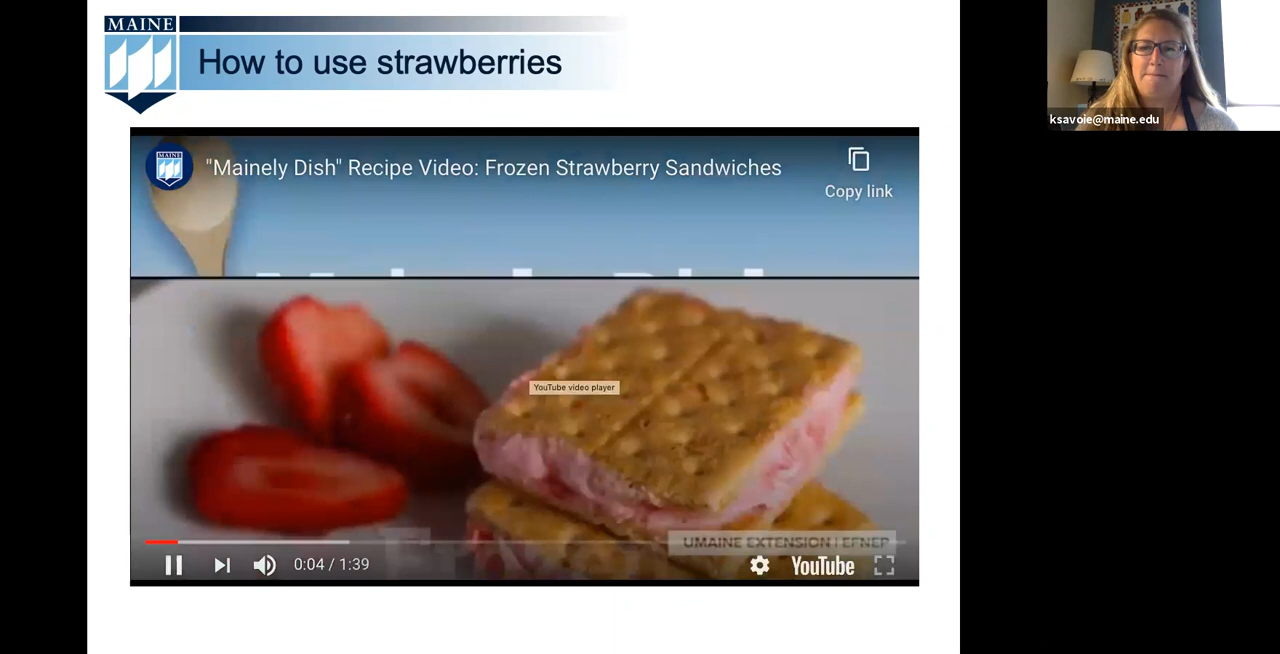 MAINE
How to use strawberries
ksavoie@maine.edu
MAINE
"Mainely Dish" Recipe Video: Frozen Strawberry Sandwiches
Copy link
YouTube video player
UMAINE EXTENSION | EFNEP
0:04 / 1:39
YouTube